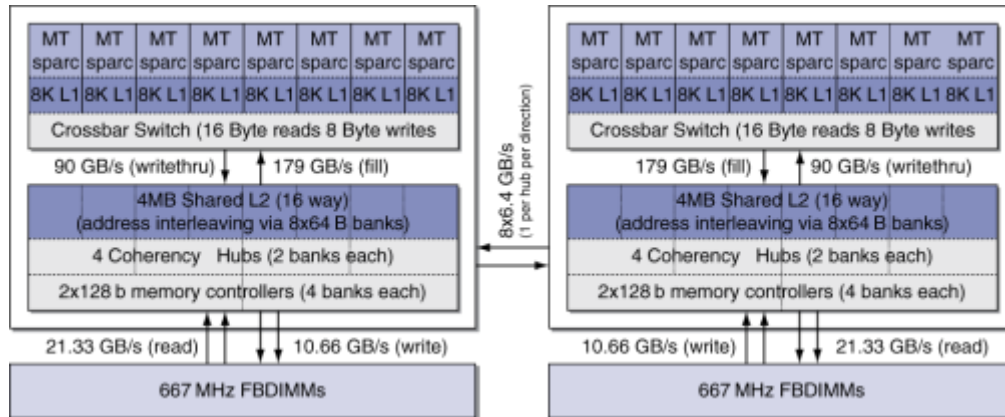 MT MT MT MT MT MT MT MT
sparc sparc sparc sparc sparc sparc sparc sparc
8K L1 8K L1 8K L1 8K L1 8K L1 8K L1 8K L1 8K L1
Crossbar Switch (16 Byte reads 8 Byte writes
90 GB/s (writethru) 179 GB/s (fill)
4MB Shared L2 (16 way)
(address interleaving via 8x64 B banks)
4 Coherency Hubs (2 banks each)
2x128 b memory controllers (4 banks each)
21.33 GB/s (read) 10.66 GB/s (write)
667 MHz FBDIMMs
8x6.4 GB/s
(1 per hub per direction)
MT MT MT MT MT MT MT MT
sparc sparc sparc sparc sparc sparc sparc sparc
8K L1 8K L1 8K L1 8K L1 8K L1 8K L1 8K L1 8K L1
Crossbar Switch (16 Byte reads 8 Byte writes
179 GB/s (fill) 90 GB/s (writethru)
4MB Shared L2 (16 way)
(address interleaving via 8x64 B banks)
4 Coherency Hubs (2 banks each)
2x128 b memory controllers (4 banks each)
10.66 GB/s (write) 21.33 GB/s (read)
667 MHz FBDIMMs